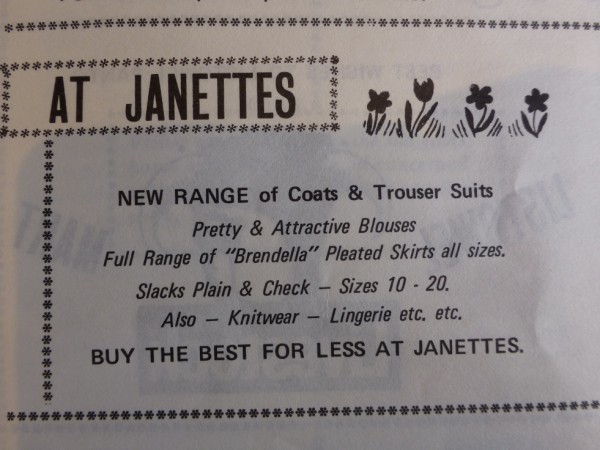 AT JANETTES
NEW RANGE of Coats & Trouser Suits
Pretty & Attractive Blouses
Full Range of "Brendella" Pleated Skirts all sizes.
Slacks Plain & Check — Sizes 10 - 20.
Also — Knitwear — Lingerie etc. etc.
BUY THE BEST FOR LESS AT JANETTES.